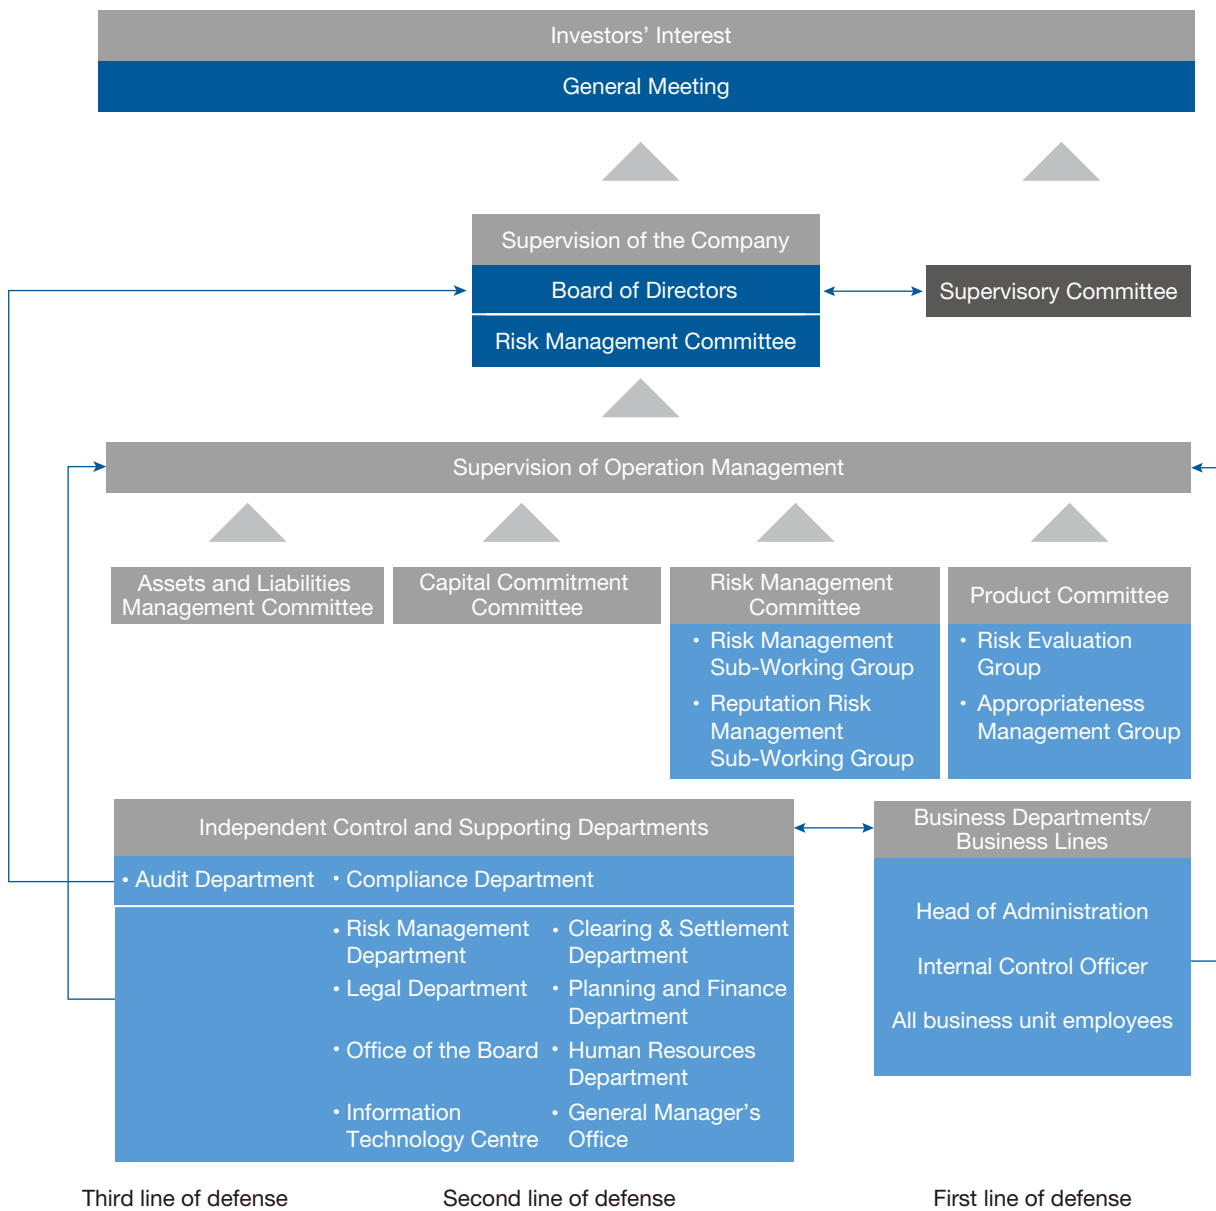 Investors’ Interest
General Meeting
Supervision of the Company
Board of Directors
Risk Management Committee
Supervisory Committee
Supervision of Operation Management
Assets and Liabilities
Management Committee
Capital Commitment
Committee
Risk Management
Committee
• Risk Management
Sub-Working Group
• Reputation Risk
Management
Sub-Working Group
Product Committee
• Risk Evaluation
Group
• Appropriateness
Management Group
Independent Control and Supporting Departments
• Audit Department
• Compliance Department
• Risk Management
Department
• Legal Department
• Office of the Board
• Information
Technology Centre
• Clearing & Settlement
Department
• Planning and Finance
Department
• Human Resources
Department
• General Manager’s
Office
Business Departments/
Business Lines
Head of Administration
Internal Control Officer
All business unit employees
Third line of defense
Second line of defense
First line of defense